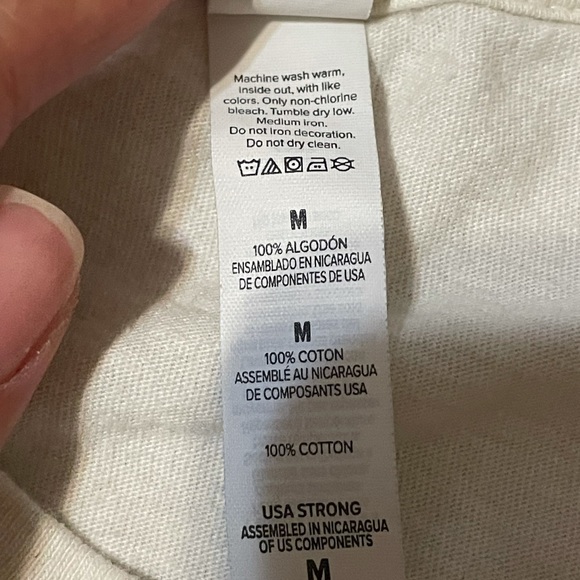 Machine wash warm,
inside out, with like
colors. Only non-chlorine
bleach. Tumble dry low.
Medium iron.
Do not iron decoration.
Do not dry clean.
M
100% ALGODÓN
ENSAMBLADO EN NICARAGUA
DE COMPONENTES DE USA
M
100% COTON
ASSEMBLÉ AU NICARAGUA
DE COMPOSANTS USA
100% COTTON
USA STRONG
ASSEMBLED IN NICARAGUA
OF US COMPONENTS
M